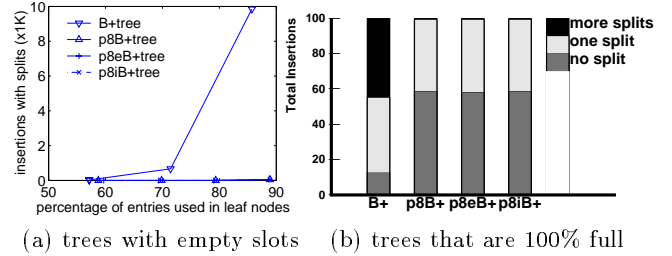 insertions with splits (x1K)
10
8
6
4
2
0
50
60
70
80
90
percentage of entries used in leaf nodes
B+tree
p8B+tree
p8eB+tree
p8iB+tree
(a) trees with empty slots
Total Insertions
100
80
60
40
20
0
B+
p8B+
p8eB+
p8iB+
more splits
one split
no split
(b) trees that are 100% full